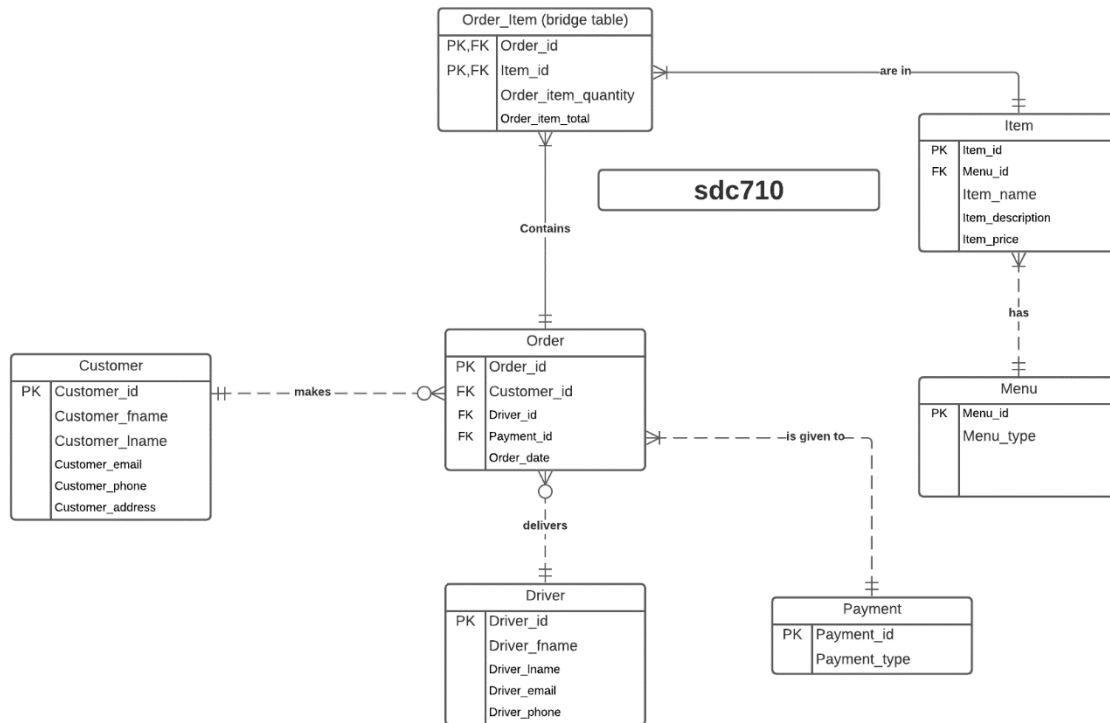 Order_Item (bridge table)
PK,FK Order_id
PK,FK Item_id
Order_item_quantity
Order_item_total
are in
Item
PK Item_id
FK Menu_id
Item_name
Item_description
Item_price
sdc710
Contains
has
Order
PK Order_id
FK Customer_id
FK Driver_id
FK Payment_id
Order_date
Customer
PK Customer_id
Customer_fname
Customer_lname
Customer_email
Customer_phone
Customer_address
makes
Menu
PK Menu_id
Menu_type
is given to
delivers
Driver
PK Driver_id
Driver_fname
Driver_lname
Driver_email
Driver_phone
Payment
PK Payment_id
Payment_type